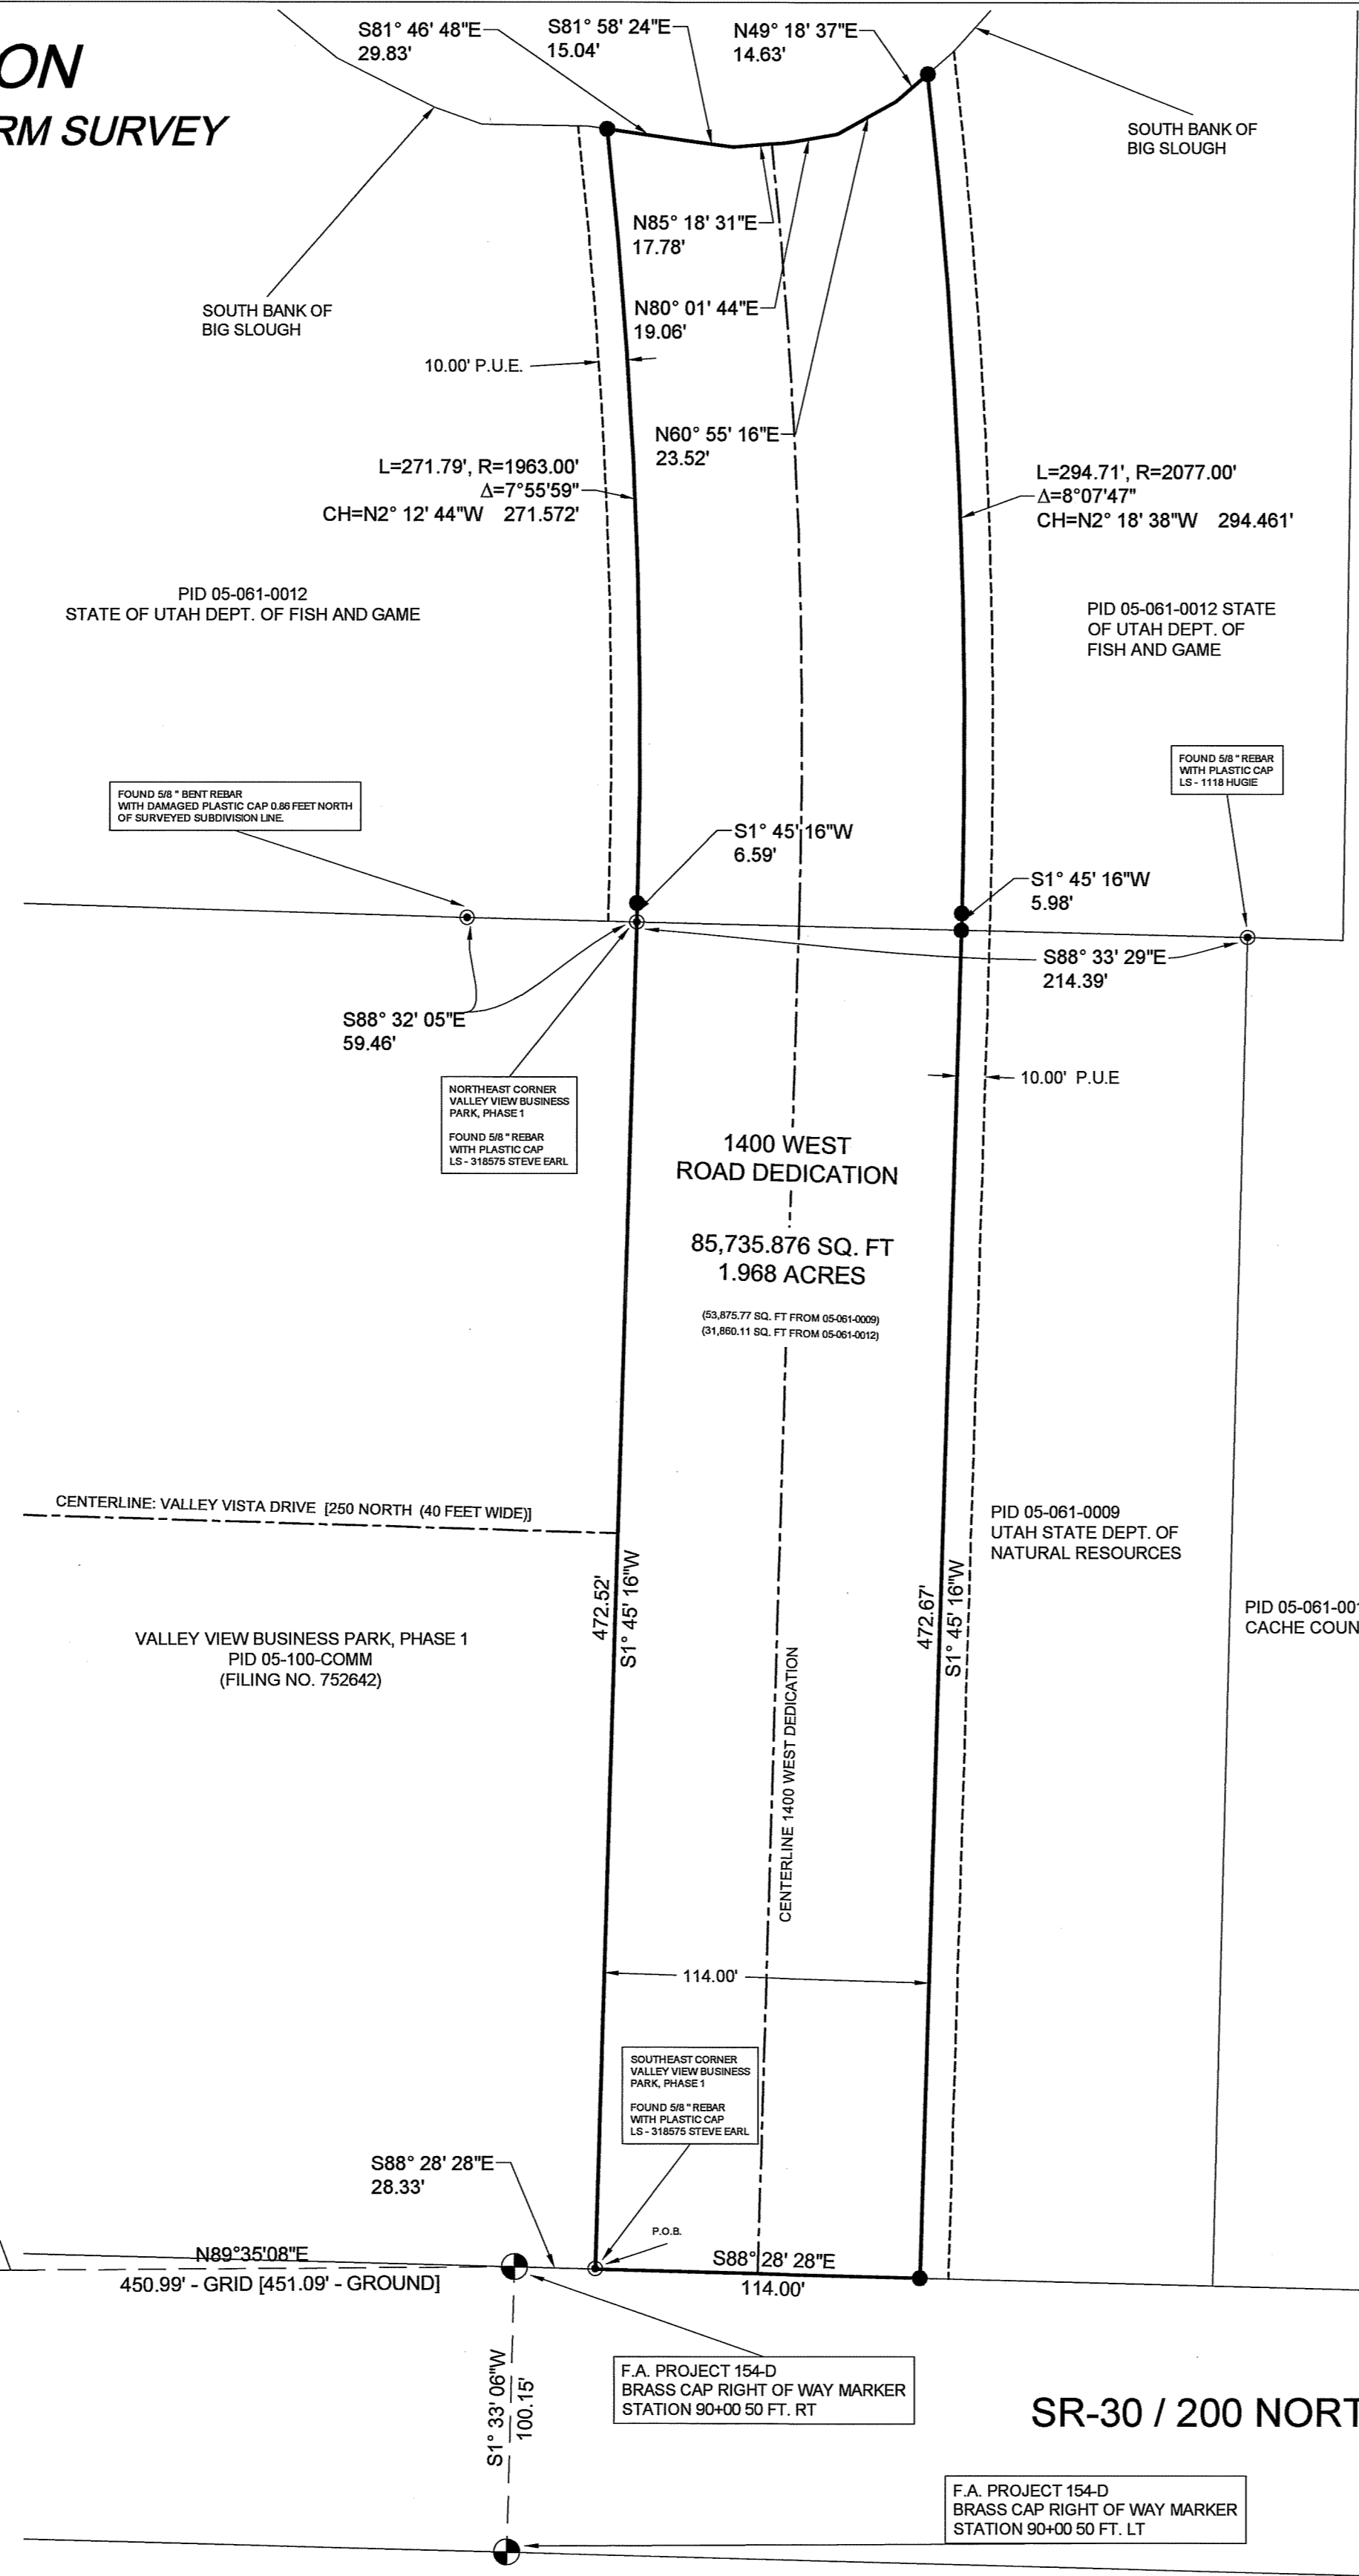 ON
RM SURVEY
S81° 46' 48"E
29.83'
S81° 58' 24"E
15.04'
N49° 18' 37"E
14.63'
SOUTH BANK OF
BIG SLOUGH
N85° 18' 31"E
17.78'
SOUTH BANK OF
BIG SLOUGH
N80° 01' 44"E
19.06'
10.00' P.U.E.
N60° 55' 16"E
23.52'
L=271.79', R=1963.00'
Δ=7°55'59"
CH=N2° 12' 44"W 271.572'
L=294.71', R=2077.00'
Δ=8°07'47"
CH=N2° 18' 38"W 294.461'
PID 05-061-0012
STATE OF UTAH DEPT. OF FISH AND GAME
PID 05-061-0012 STATE
OF UTAH DEPT. OF
FISH AND GAME
FOUND 5/8 " REBAR
WITH PLASTIC CAP
LS - 1118 HUGIE
FOUND 5/8 " BENT REBAR
WITH DAMAGED PLASTIC CAP 0.86 FEET NORTH
OF SURVEYED SUBDIVISION LINE.
S1° 45' 16"W
6.59'
S1° 45' 16"W
5.98'
S88° 33' 29"E
214.39'
S88° 32' 05"E
59.46'
NORTHEAST CORNER
VALLEY VIEW BUSINESS
PARK, PHASE 1
FOUND 5/8 " REBAR
WITH PLASTIC CAP
LS - 318575 STEVE EARL
10.00' P.U.E
1400 WEST
ROAD DEDICATION
85,735.876 SQ. FT
1.968 ACRES
(53,875.77 SQ. FT FROM 05-061-0009)
(31,860.11 SQ. FT FROM 05-061-0012)
CENTERLINE: VALLEY VISTA DRIVE [250 NORTH (40 FEET WIDE)]
PID 05-061-0009
UTAH STATE DEPT. OF
NATURAL RESOURCES
472.52'
S1° 45' 16"W
472.67'
S1° 45' 16"W
PID 05-061-001
CACHE COUN
VALLEY VIEW BUSINESS PARK, PHASE 1
PID 05-100-COMM
(FILING NO. 752642)
CENTERLINE 1400 WEST DEDICATION
114.00'
SOUTHEAST CORNER
VALLEY VIEW BUSINESS
PARK, PHASE 1
FOUND 5/8 " REBAR
WITH PLASTIC CAP
LS - 318575 STEVE EARL
S88° 28' 28"E
28.33'
P.O.B.
N89°35'08"E
450.99' - GRID [451.09' - GROUND]
S88° 28' 28"E
114.00'
S1° 33' 06"W
100.15'
F.A. PROJECT 154-D
BRASS CAP RIGHT OF WAY MARKER
STATION 90+00 50 FT. RT
SR-30 / 200 NORT
F.A. PROJECT 154-D
BRASS CAP RIGHT OF WAY MARKER
STATION 90+00 50 FT. LT